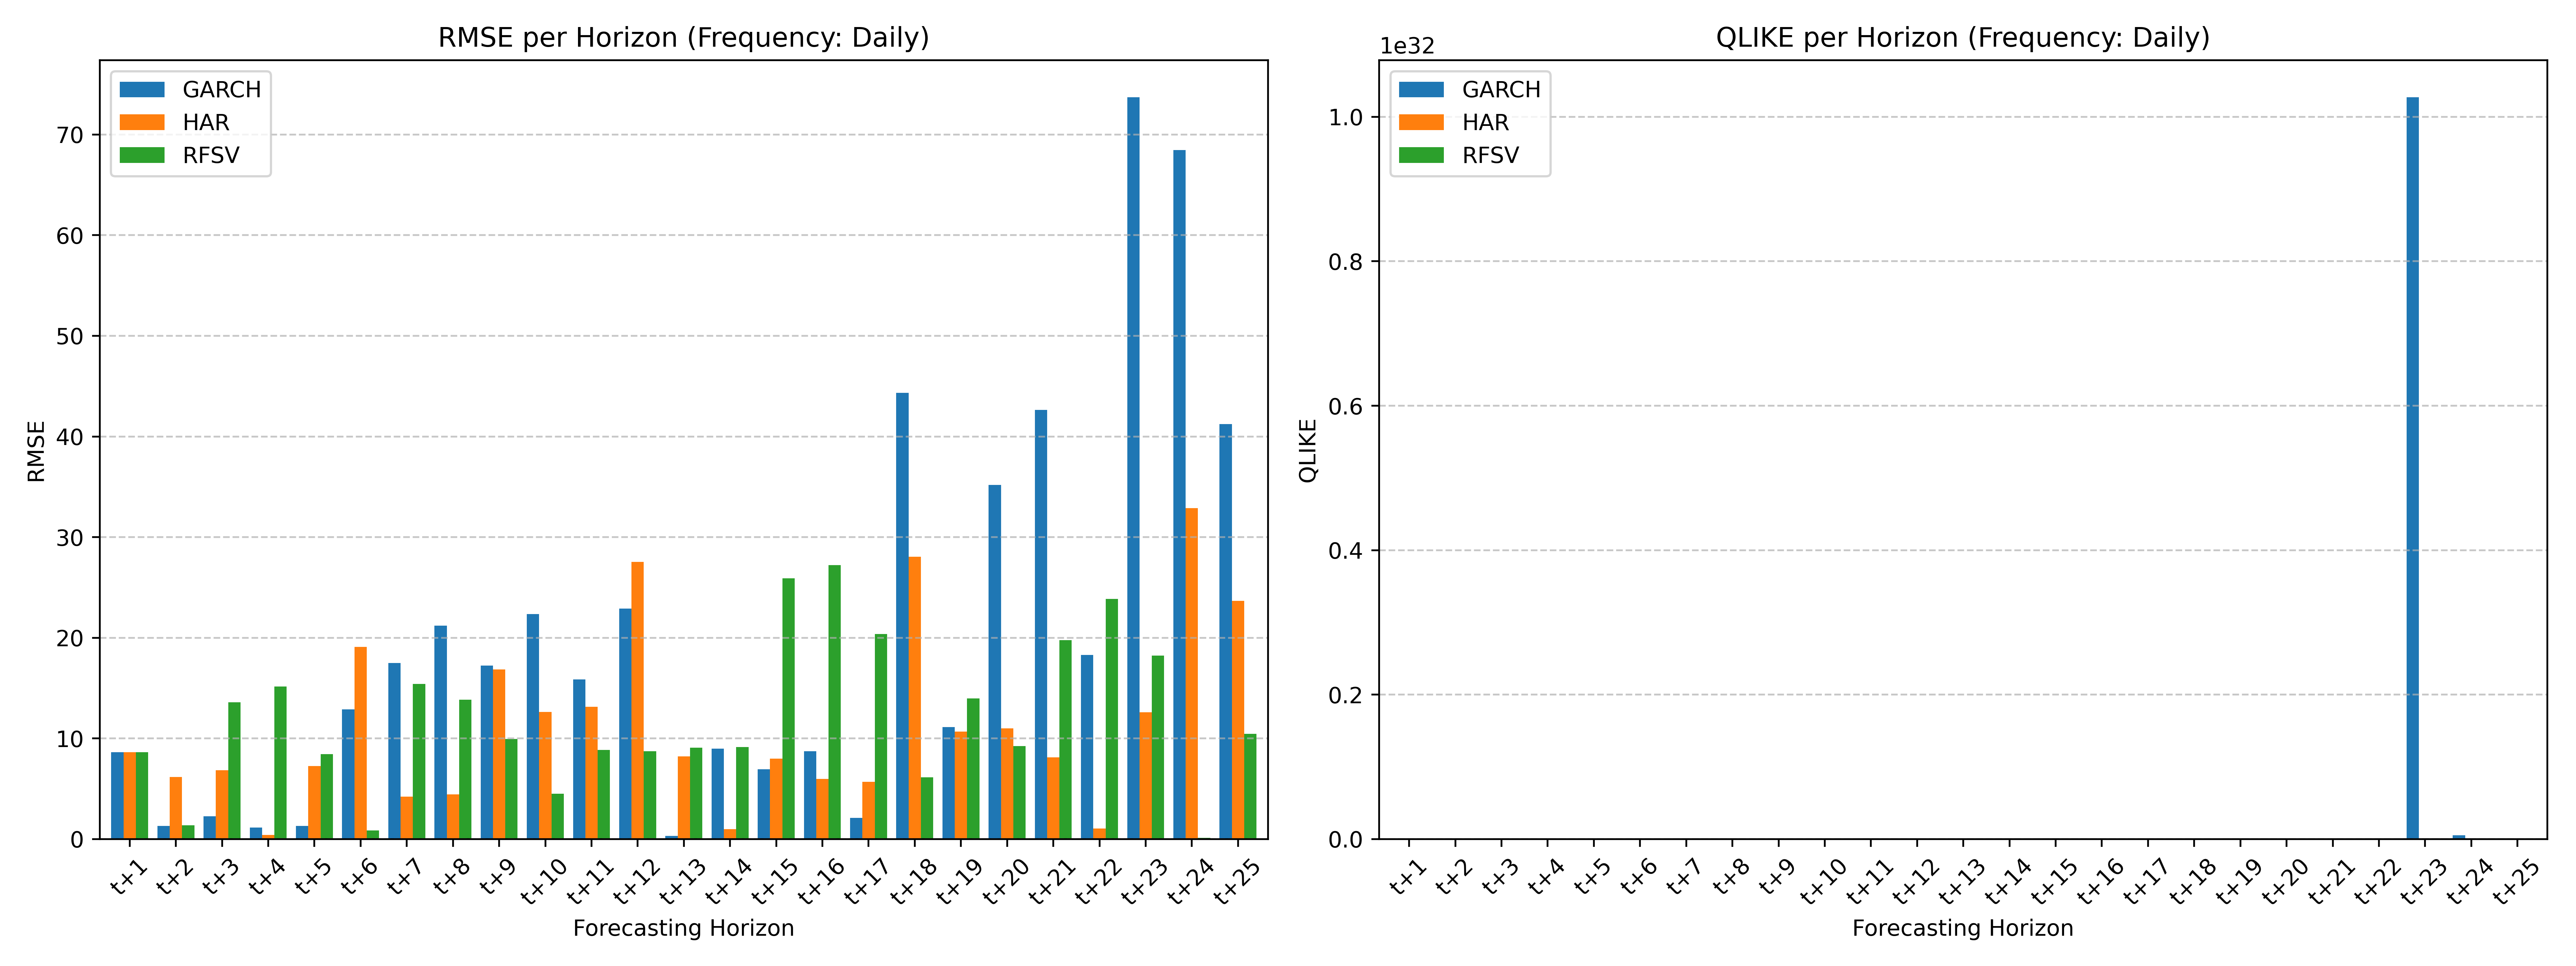 RMSE per Horizon (Frequency: Daily)
GARCH
HAR
RFSV
70
60
50
40
30
20
10
0
RMSE
t+1 t+2 t+3 t+4 t+5 t+6 t+7 t+8 t+9 t+10 t+11 t+12 t+13 t+14 t+15 t+16 t+17 t+18 t+19 t+20 t+21 t+22 t+23 t+24 t+25
Forecasting Horizon
QLIKE per Horizon (Frequency: Daily)
1e32
GARCH
HAR
RFSV
1.0
0.8
0.6
0.4
0.2
0.0
QLIKE
t+1 t+2 t+3 t+4 t+5 t+6 t+7 t+8 t+9 t+10 t+11 t+12 t+13 t+14 t+15 t+16 t+17 t+18 t+19 t+20 t+21 t+22 t+23 t+24 t+25
Forecasting Horizon